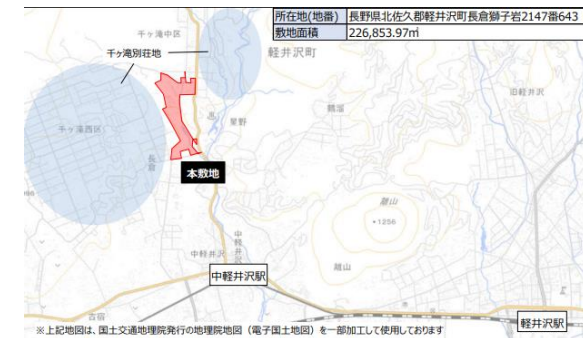 所在地(地番) 長野県北佐久郡軽井沢町長倉獅子岩2147番643
敷地面積 226,853.97㎡
千ヶ滝中区
千ヶ滝別荘地
軽井沢町
旧軽井沢
鶴溜
星野
千ヶ滝西区
長倉
本敷地
離山
・1256
中軽井沢
中軽井沢
離山
中軽井沢駅
古宿
軽井沢駅
※上記地図は、国土交通地理院発行の地理院地図（電子国土地図）を一部加工して使用しております